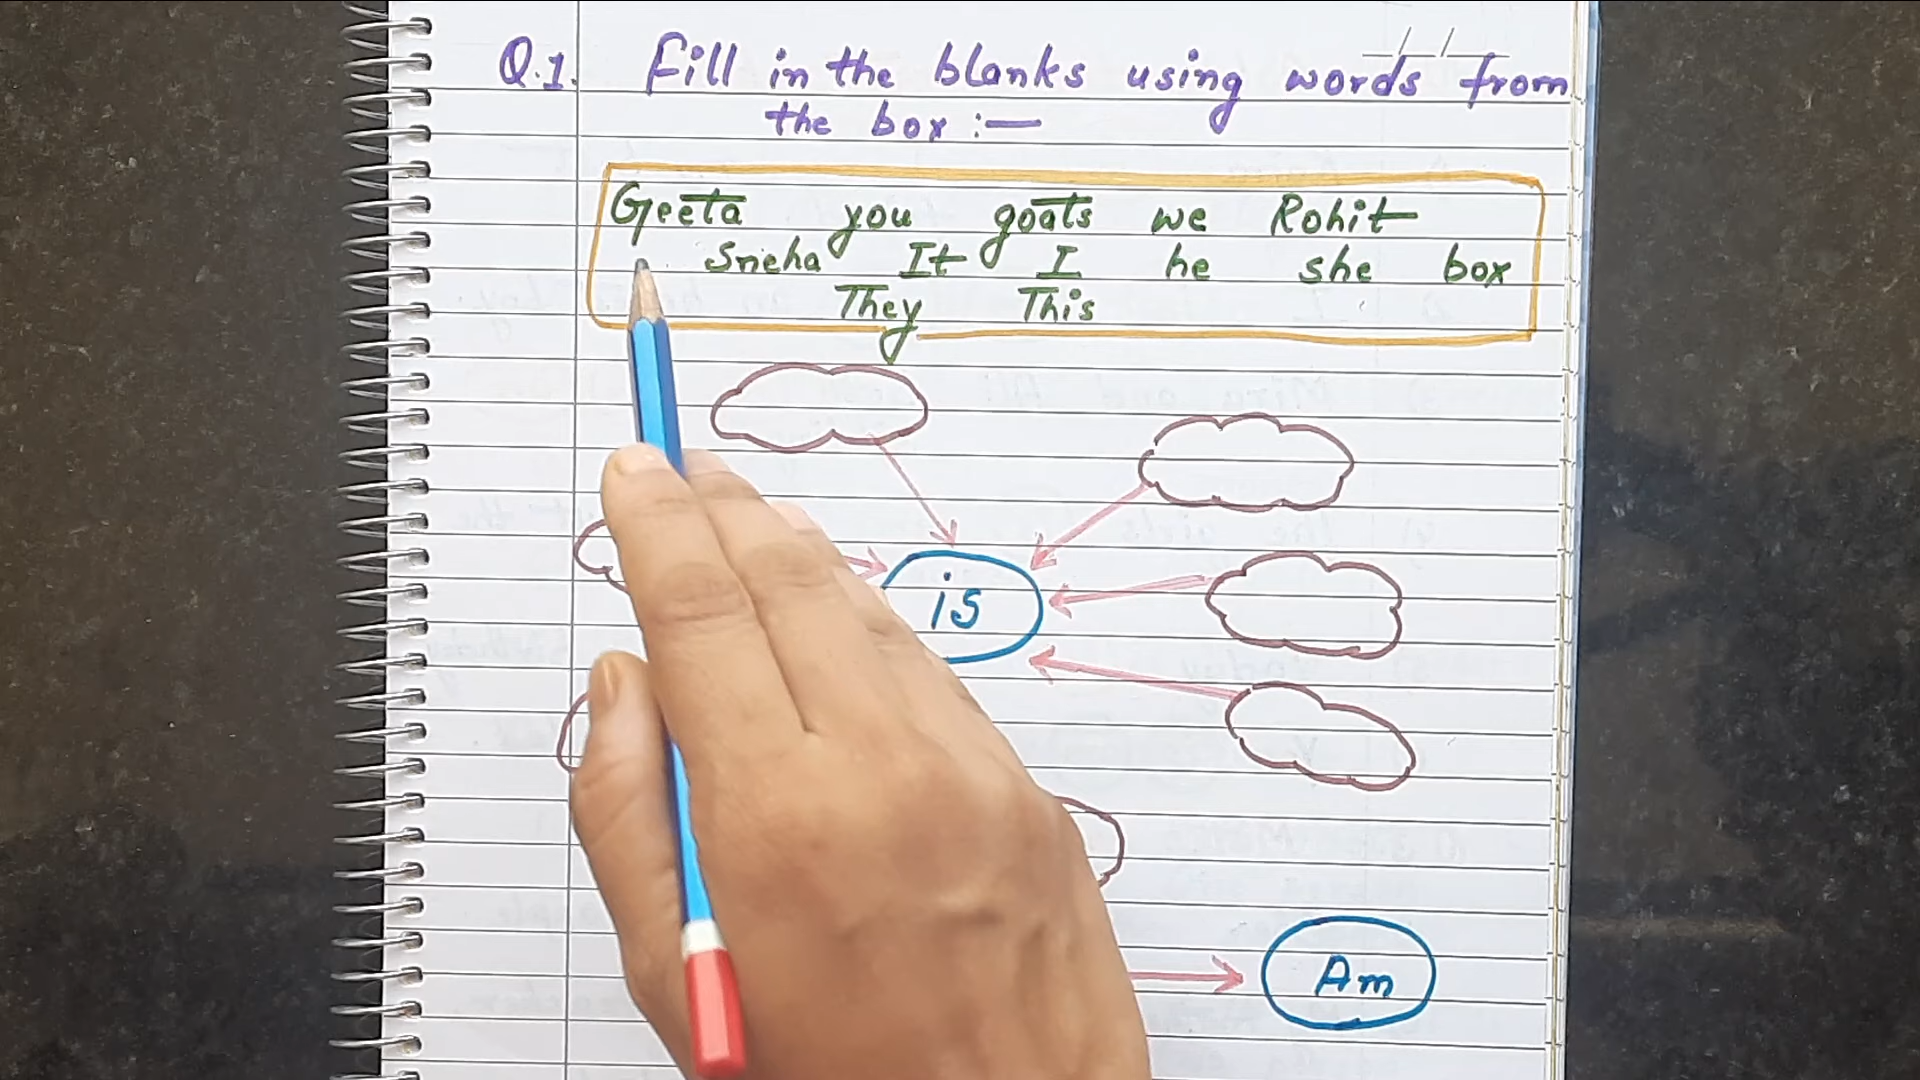 Q.1. Fill in the blanks using words from
the box :—
Geeta you goats we Rohit
Sneha It I he she box
They This
is
Am